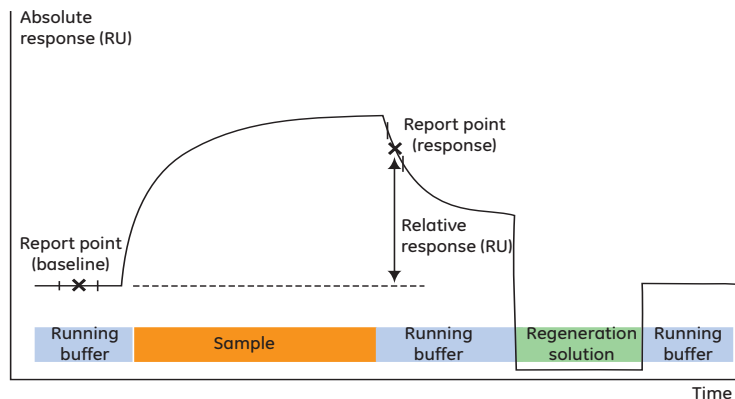 Absolute
response (RU)
Report point
(response)
Relative
response (RU)
Report point
(baseline)
Running
buffer
Sample
Running
buffer
Regeneration
solution
Running
buffer
Time